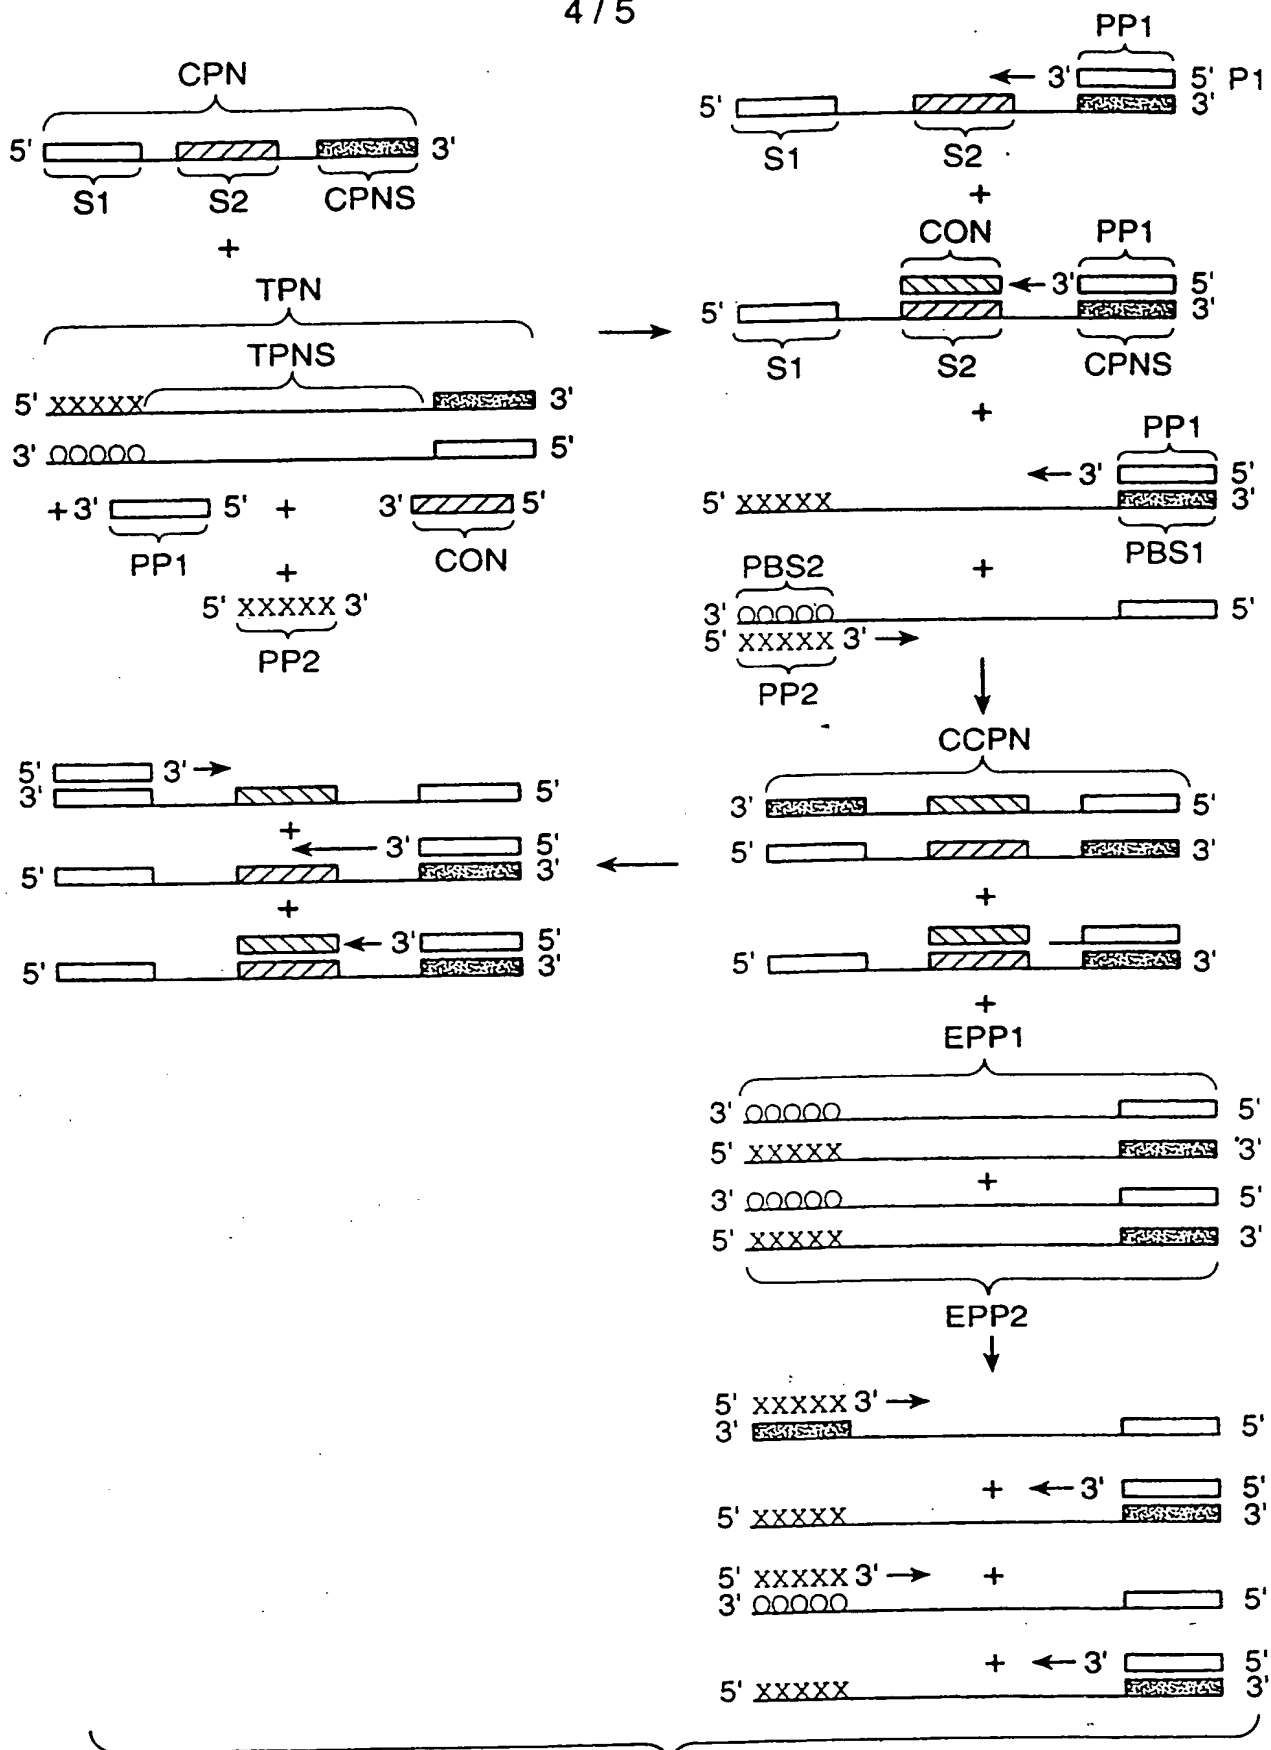 4 / 5
CPN
5' 3'
S1 S2 CPNS
+
TPN
TPNS
5' XXXXX 3'
3' OOOOO 5'
+ 3' 5' + 3' 5'
PP1 CON
+
5' XXXXX 3'
PP2
PP1
3' 5' P1
5' 3'
S1 S2
+
CON PP1
3' 5'
5' 3'
S1 S2 CPNS
+
PP1
3' 5'
5' XXXXX 3'
PBS1
PBS2 +
3' OOOOO 5'
5' XXXXX 3'
PP2
CCPN
3' 5'
5' 3'
+
5' 3'
+
EPP1
3' OOOOO 5'
5' XXXXX 3'
+
3' OOOOO 5'
5' XXXXX 3'
EPP2
5' XXXXX 3'
3' 5'
+ 3' 5'
5' XXXXX 3'
5' XXXXX 3' +
3' OOOOO 5'
+ 3' 5'
5' XXXXX 3'
5' 3'
3' 5'
+
3' 5'
5' 3'
+
3' 5'
5' 3'